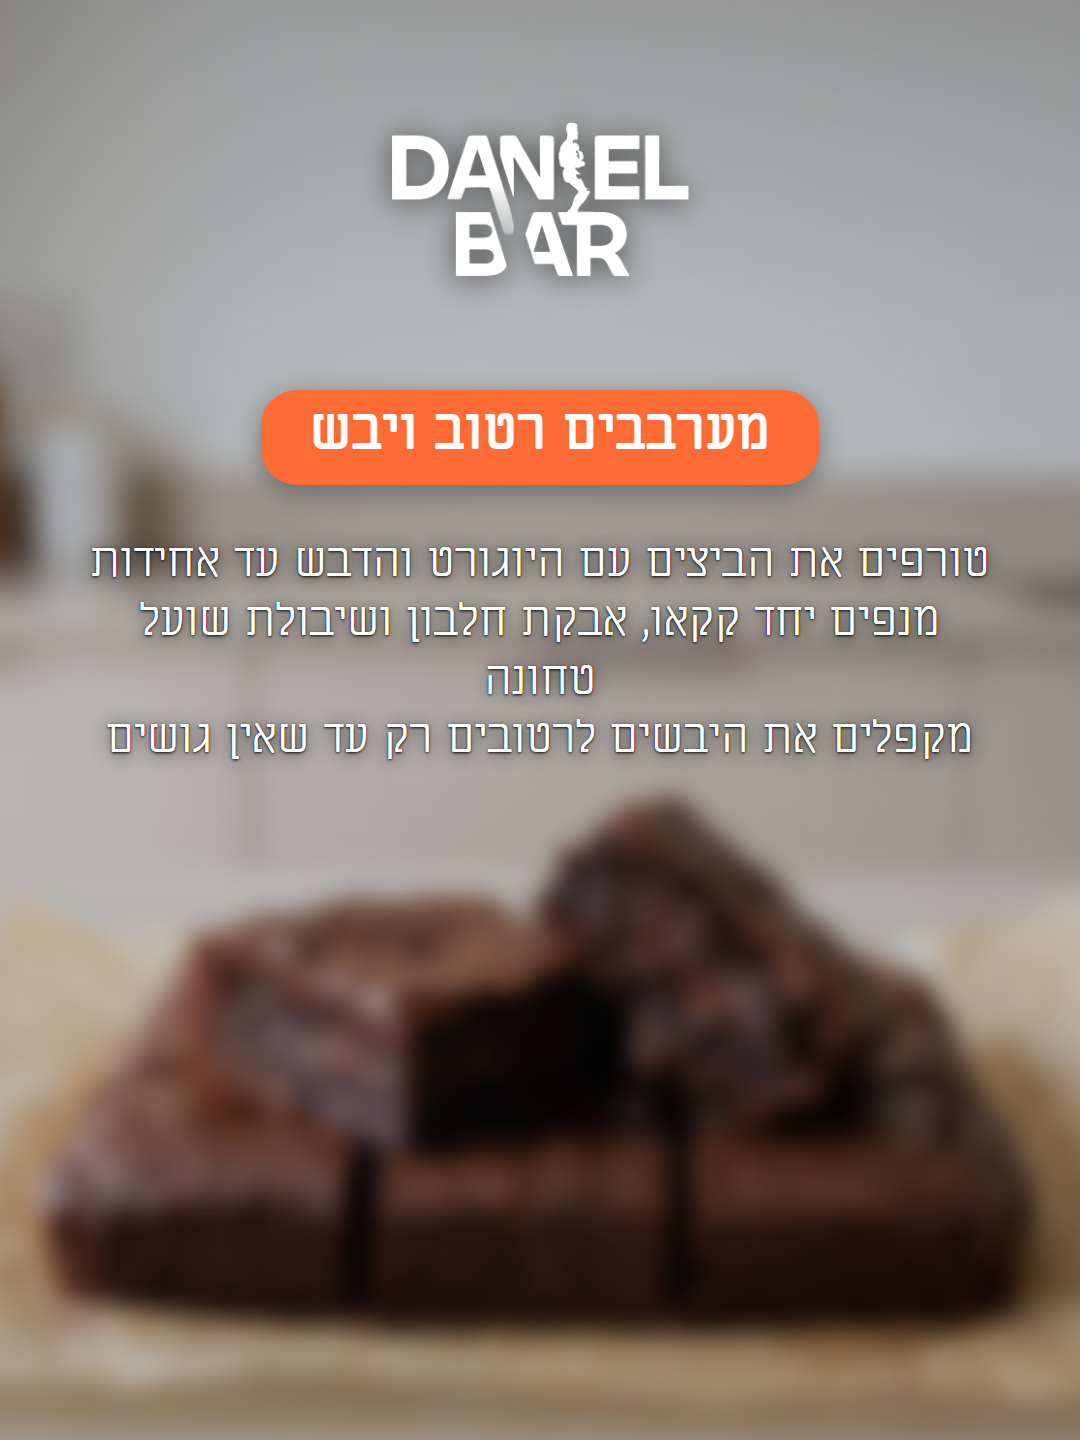 DANIEL
BAR
מערבבים רטוב ויבש
טורפים את הביצים עם היוגורט והדבש עד אחידות
מנפים יחד קקאו, אבקת חלבון ושיבולת שועל
טחונה
מקפלים את היבשים לרטובים רק עד שאין גושים